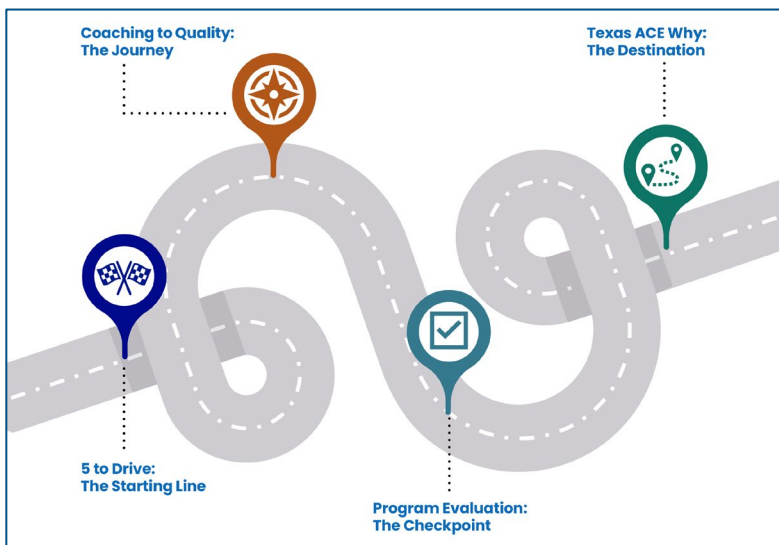 Coaching to Quality:
The Journey
Texas ACE Why:
The Destination
5 to Drive:
The Starting Line
Program Evaluation:
The Checkpoint